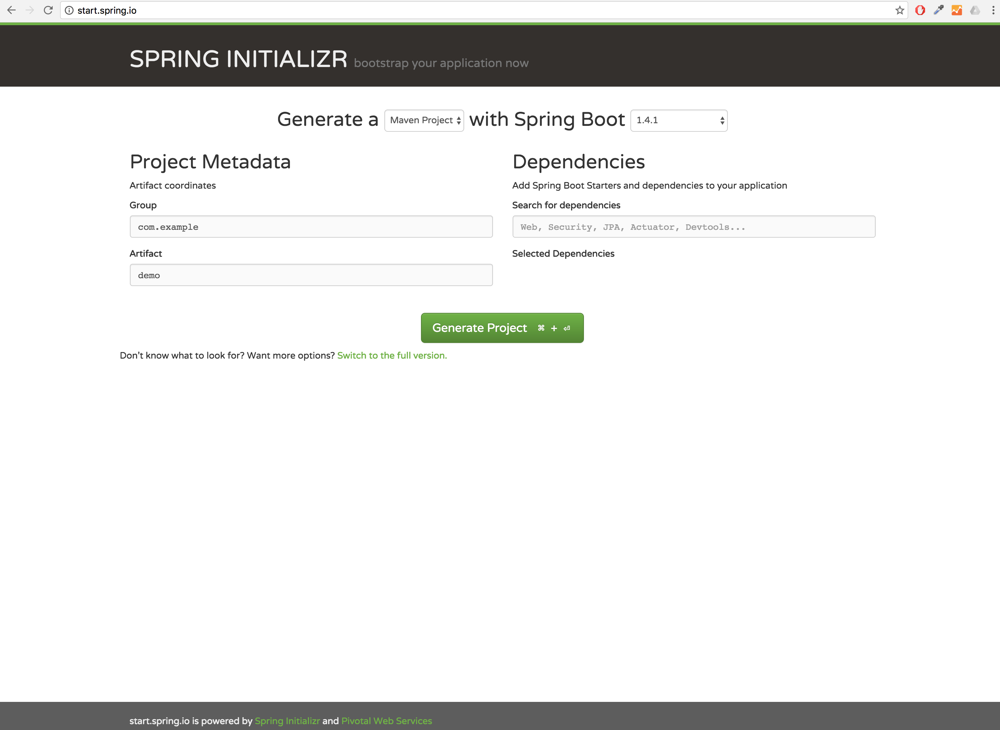 start.spring.io
SPRING INITIALIZR bootstrap your application now
Generate a Maven Project with Spring Boot 1.4.1
Project Metadata
Artifact coordinates
Group
com.example
Artifact
demo
Dependencies
Add Spring Boot Starters and dependencies to your application
Search for dependencies
Web, Security, JPA, Actuator, Devtools...
Selected Dependencies
Generate Project ⌘ + ⏎
Don’t know what to look for? Want more options? Switch to the full version.
start.spring.io is powered by Spring Initializr and Pivotal Web Services